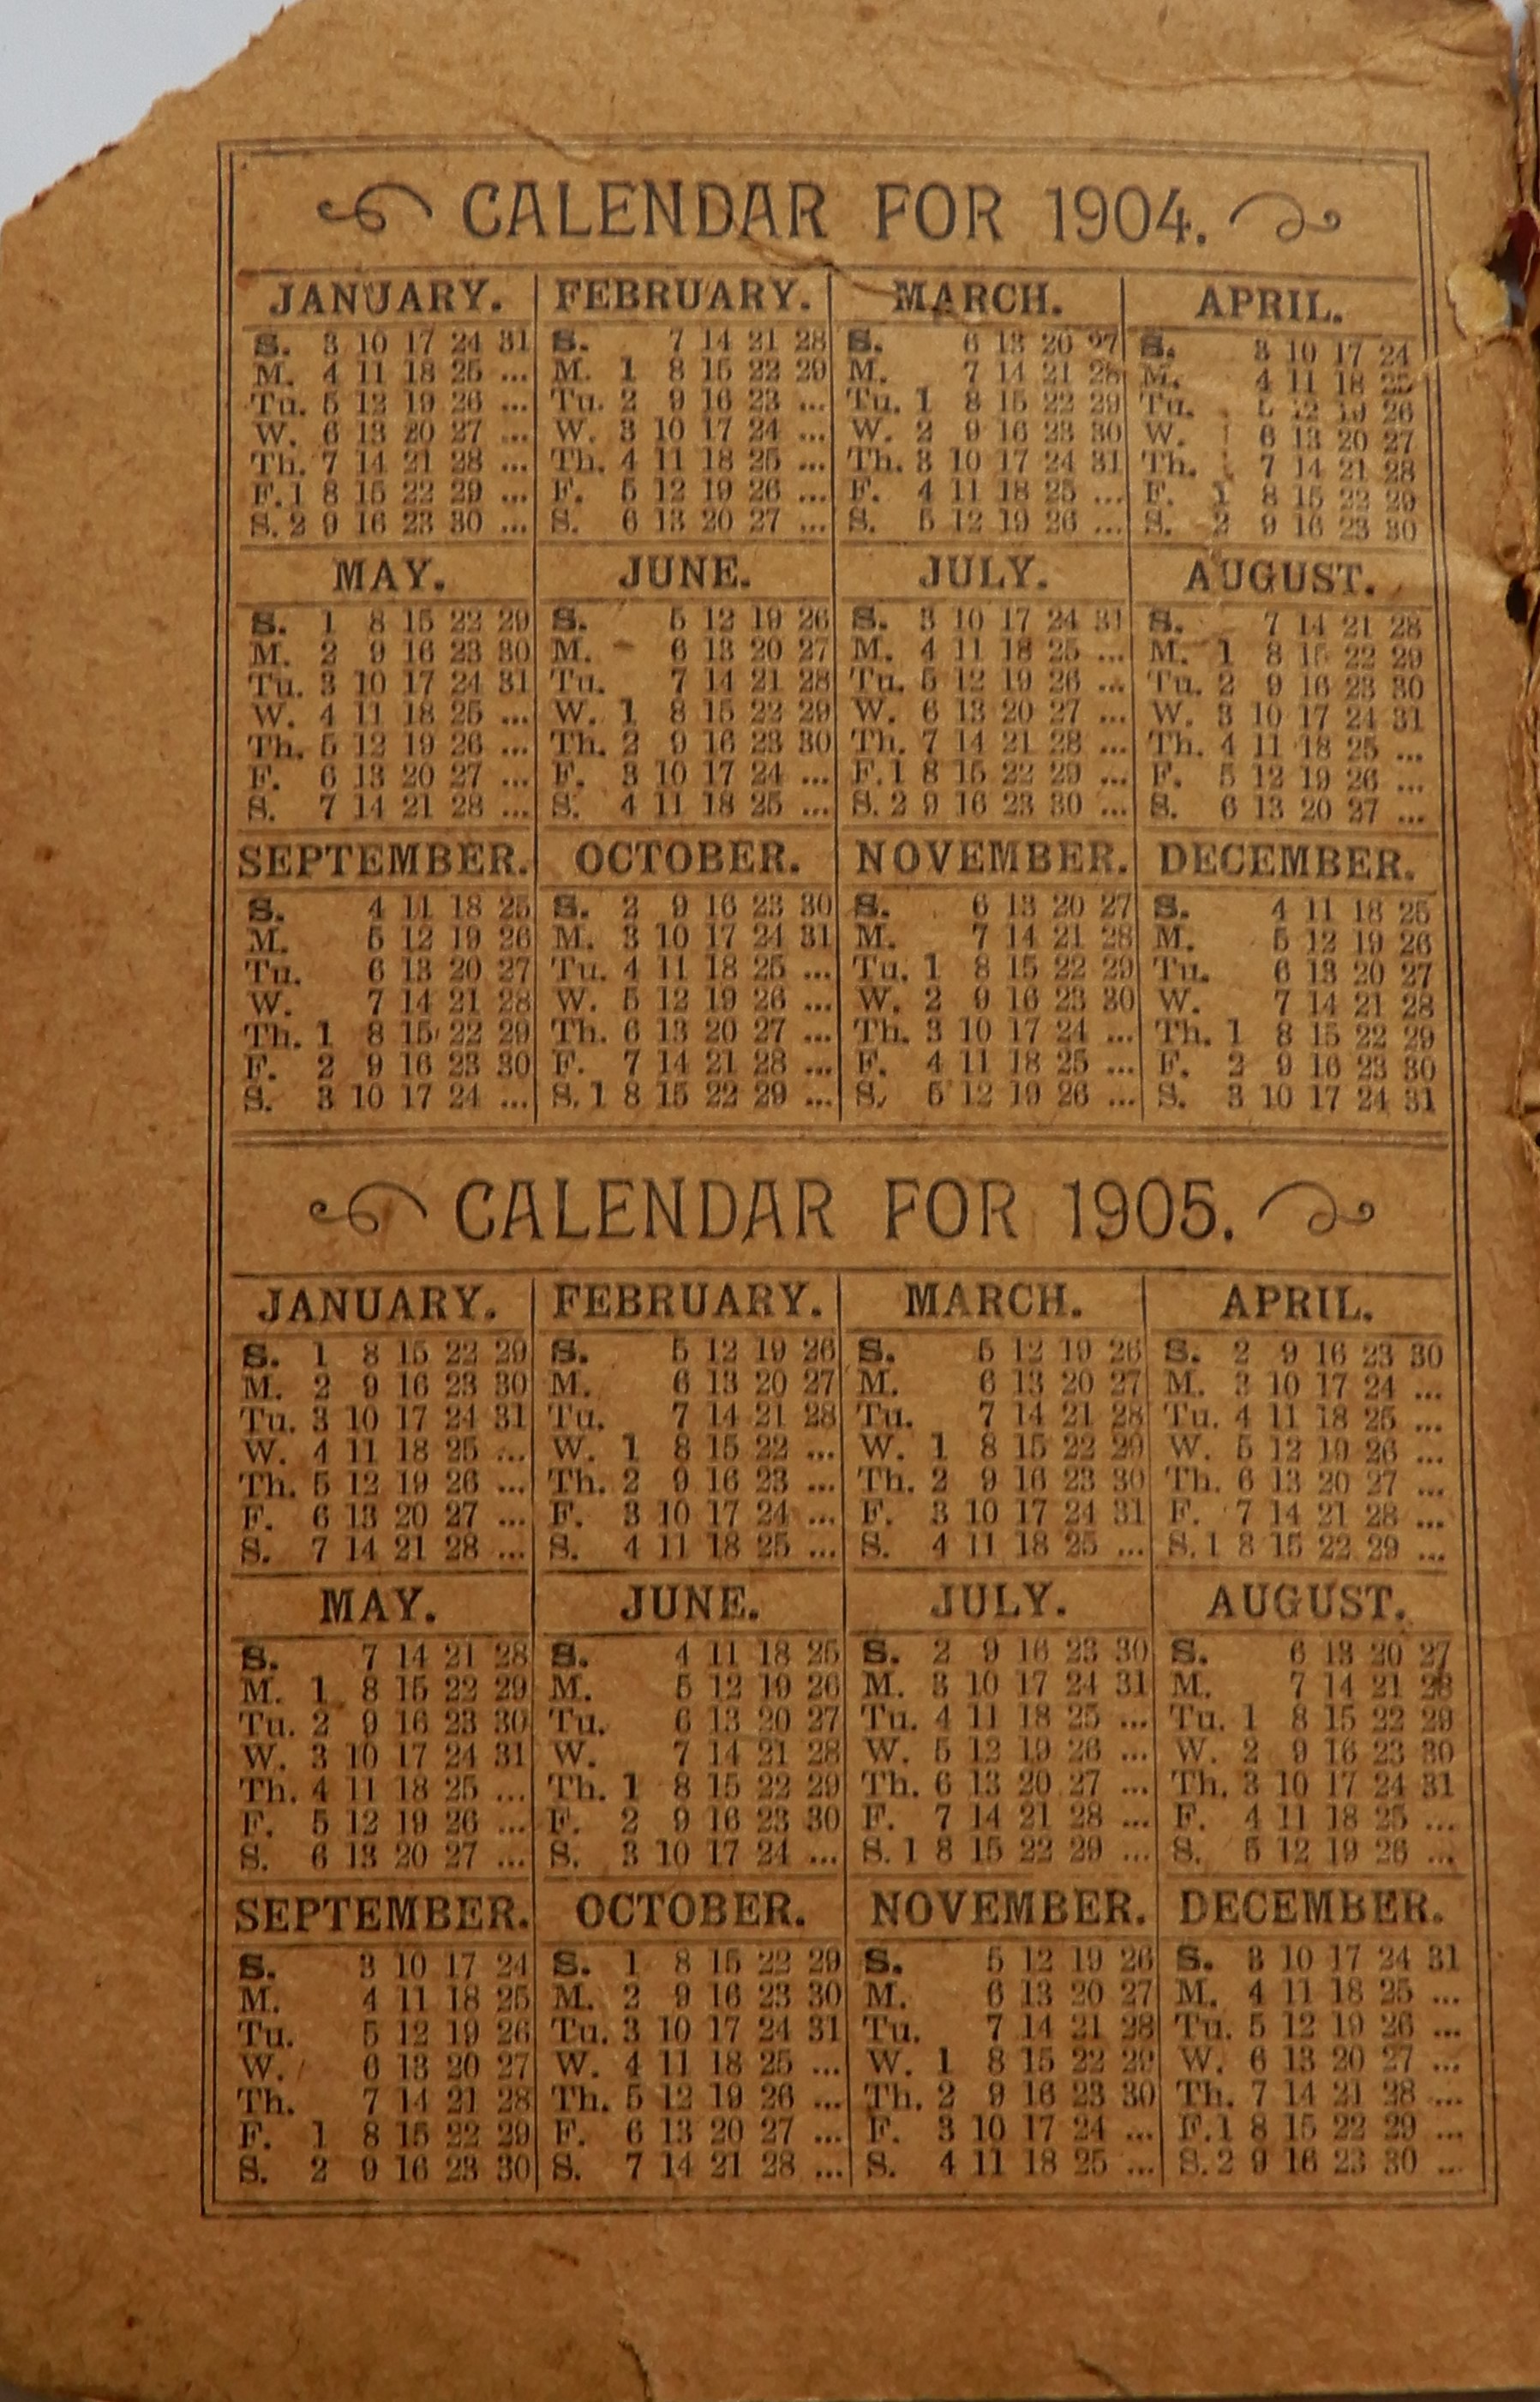 CALENDAR FOR 1904.
JANUARY. FEBRUARY. MARCH. APRIL.
S. 3 10 17 24 31 S. 7 14 21 28 S. 6 13 20 27 S. 3 10 17 24
M. 4 11 18 25 ... M. 1 8 15 22 29 M. 7 14 21 28 M. 4 11 18 25
Tu. 5 12 19 26 ... Tu. 2 9 16 23 ... Tu. 1 8 15 22 29 Tu. 5 12 19 26
W. 6 13 20 27 ... W. 3 10 17 24 ... W. 2 9 16 23 30 W. 6 13 20 27
Th. 7 14 21 28 ... Th. 4 11 18 25 ... Th. 3 10 17 24 31 Th. 7 14 21 28
F. 1 8 15 22 29 ... F. 5 12 19 26 ... F. 4 11 18 25 ... F. 1 8 15 22 29
S. 2 9 16 23 30 ... S. 6 13 20 27 ... S. 5 12 19 26 ... S. 2 9 16 23 30
MAY. JUNE. JULY. AUGUST.
S. 1 8 15 22 29 S. 5 12 19 26 S. 3 10 17 24 31 S. 7 14 21 28
M. 2 9 16 23 30 M. 6 13 20 27 M. 4 11 18 25 ... M. 1 8 15 22 29
Tu. 3 10 17 24 31 Tu. 7 14 21 28 Tu. 5 12 19 26 ... Tu. 2 9 16 23 30
W. 4 11 18 25 ... W. 1 8 15 22 29 W. 6 13 20 27 ... W. 3 10 17 24 31
Th. 5 12 19 26 ... Th. 2 9 16 23 30 Th. 7 14 21 28 ... Th. 4 11 18 25 ...
F. 6 13 20 27 ... F. 3 10 17 24 ... F. 1 8 15 22 29 ... F. 5 12 19 26 ...
S. 7 14 21 28 ... S. 4 11 18 25 ... S. 2 9 16 23 30 ... S. 6 13 20 27 ...
SEPTEMBER. OCTOBER. NOVEMBER. DECEMBER.
S. 4 11 18 25 S. 2 9 16 23 30 S. 6 13 20 27 S. 4 11 18 25
M. 5 12 19 26 M. 3 10 17 24 31 M. 7 14 21 28 M. 5 12 19 26
Tu. 6 13 20 27 Tu. 4 11 18 25 ... Tu. 1 8 15 22 29 Tu. 6 13 20 27
W. 7 14 21 28 W. 5 12 19 26 ... W. 2 9 16 23 30 W. 7 14 21 28
Th. 1 8 15 22 29 Th. 6 13 20 27 ... Th. 3 10 17 24 ... Th. 1 8 15 22 29
F. 2 9 16 23 30 F. 7 14 21 28 ... F. 4 11 18 25 ... F. 2 9 16 23 30
S. 3 10 17 24 ... S. 1 8 15 22 29 ... S. 5 12 19 26 ... S. 3 10 17 24 31
CALENDAR FOR 1905.
JANUARY. FEBRUARY. MARCH. APRIL.
S. 1 8 15 22 29 S. 5 12 19 26 S. 5 12 19 26 S. 2 9 16 23 30
M. 2 9 16 23 30 M. 6 13 20 27 M. 6 13 20 27 M. 3 10 17 24 ...
Tu. 3 10 17 24 31 Tu. 7 14 21 28 Tu. 7 14 21 28 Tu. 4 11 18 25 ...
W. 4 11 18 25 ... W. 1 8 15 22 ... W. 1 8 15 22 29 W. 5 12 19 26 ...
Th. 5 12 19 26 ... Th. 2 9 16 23 ... Th. 2 9 16 23 30 Th. 6 13 20 27 ...
F. 6 13 20 27 ... F. 3 10 17 24 ... F. 3 10 17 24 31 F. 7 14 21 28 ...
S. 7 14 21 28 ... S. 4 11 18 25 ... S. 4 11 18 25 ... S. 1 8 15 22 29 ...
MAY. JUNE. JULY. AUGUST.
S. 7 14 21 28 S. 4 11 18 25 S. 2 9 16 23 30 S. 6 13 20 27
M. 1 8 15 22 29 M. 5 12 19 26 M. 3 10 17 24 31 M. 7 14 21 28
Tu. 2 9 16 23 30 Tu. 6 13 20 27 Tu. 4 11 18 25 ... Tu. 1 8 15 22 29
W. 3 10 17 24 31 W. 7 14 21 28 W. 5 12 19 26 ... W. 2 9 16 23 30
Th. 4 11 18 25 ... Th. 1 8 15 22 29 Th. 6 13 20 27 ... Th. 3 10 17 24 31
F. 5 12 19 26 ... F. 2 9 16 23 30 F. 7 14 21 28 ... F. 4 11 18 25 ...
S. 6 13 20 27 ... S. 3 10 17 24 ... S. 1 8 15 22 29 ... S. 5 12 19 26 ...
SEPTEMBER. OCTOBER. NOVEMBER. DECEMBER.
S. 3 10 17 24 S. 1 8 15 22 29 S. 5 12 19 26 S. 3 10 17 24 31
M. 4 11 18 25 M. 2 9 16 23 30 M. 6 13 20 27 M. 4 11 18 25 ...
Tu. 5 12 19 26 Tu. 3 10 17 24 31 Tu. 7 14 21 28 Tu. 5 12 19 26 ...
W. 6 13 20 27 W. 4 11 18 25 ... W. 1 8 15 22 29 W. 6 13 20 27 ...
Th. 7 14 21 28 Th. 5 12 19 26 ... Th. 2 9 16 23 30 Th. 7 14 21 28 ...
F. 1 8 15 22 29 F. 6 13 20 27 ... F. 3 10 17 24 ... F. 1 8 15 22 29 ...
S. 2 9 16 23 30 S. 7 14 21 28 ... S. 4 11 18 25 ... S. 2 9 16 23 30 ...